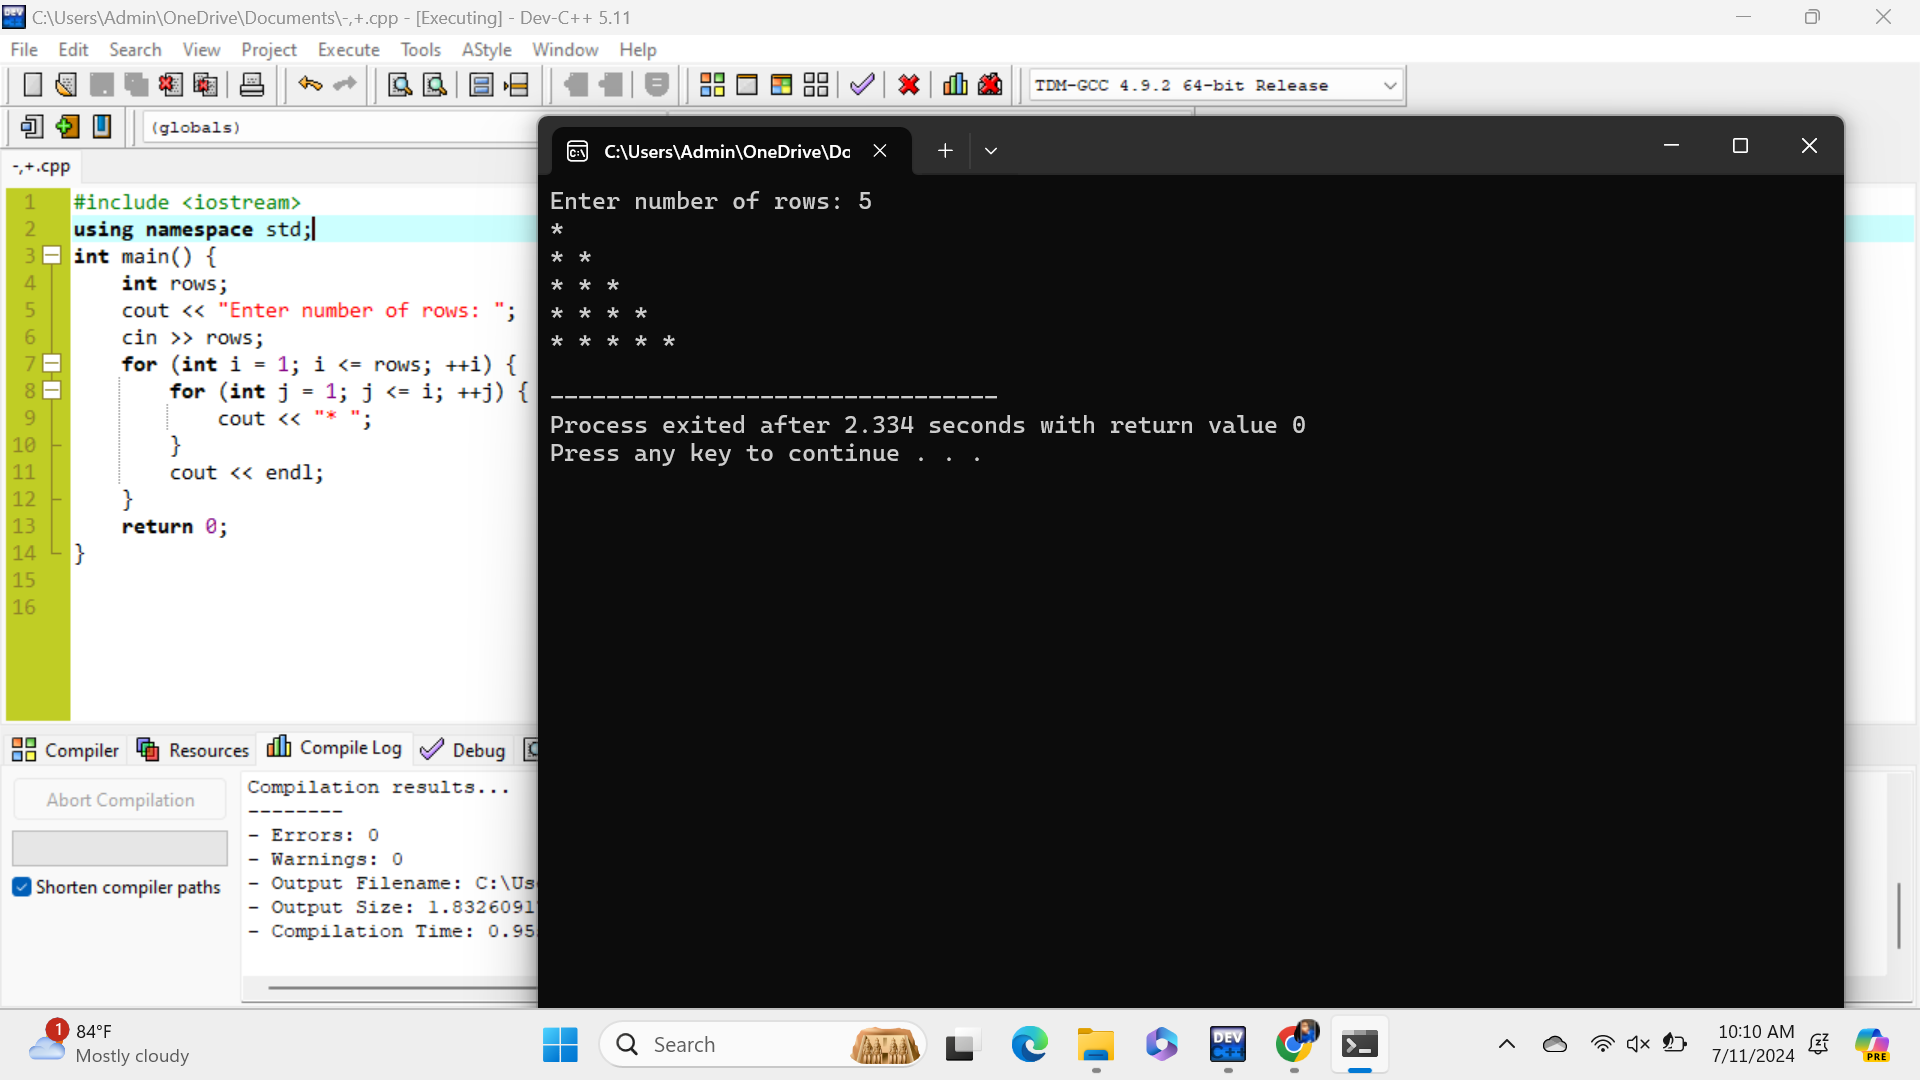 C:\Users\Admin\OneDrive\Documents\-,+.cpp - [Executing] - Dev-C++ 5.11
File Edit Search View Project Execute Tools AStyle Window Help
TDM-GCC 4.9.2 64-bit Release
(globals)
-,+.cpp
1 #include <iostream>
2 using namespace std;
3 int main() {
4 int rows;
5 cout << "Enter number of rows: ";
6 cin >> rows;
7 for (int i = 1; i <= rows; ++i) {
8 for (int j = 1; j <= i; ++j) {
9 cout << "* ";
10 }
11 cout << endl;
12 }
13 return 0;
14 }
15
16
C:\Users\Admin\OneDrive\Do
Enter number of rows: 5
*
* *
* * *
* * * *
* * * * *
--------------------------------
Process exited after 2.334 seconds with return value 0
Press any key to continue . . .
Compiler Resources Compile Log Debug
Abort Compilation
Shorten compiler paths
Compilation results...
--------
- Errors: 0
- Warnings: 0
- Output Filename: C:\Us
- Output Size: 1.8326091
- Compilation Time: 0.95
1
84°F
Mostly cloudy
Search
DEV
C++
10:10 AM
7/11/2024
PRE